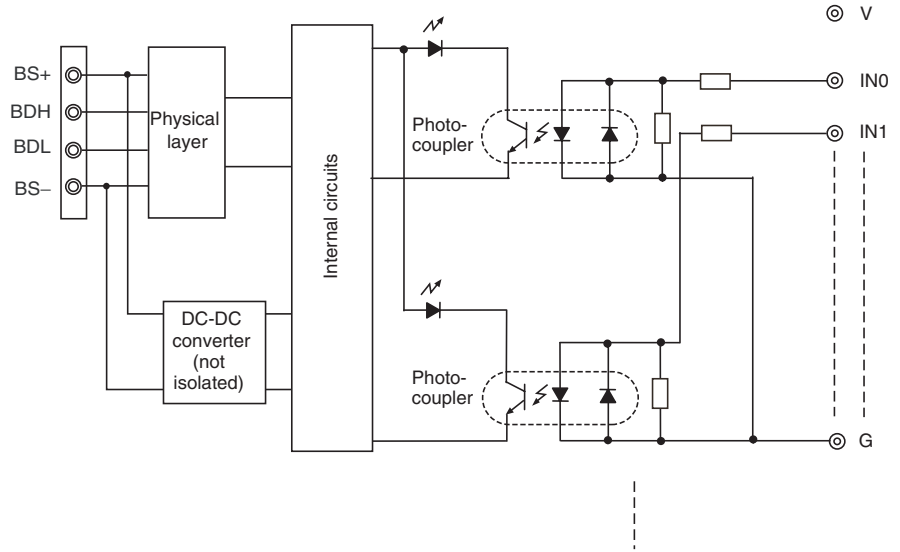 V
BS+
BDH
BDL
BS−
Physical
layer
Internal circuits
Photo-
coupler
IN0
IN1
DC-DC
converter
(not
isolated)
Photo-
coupler
G